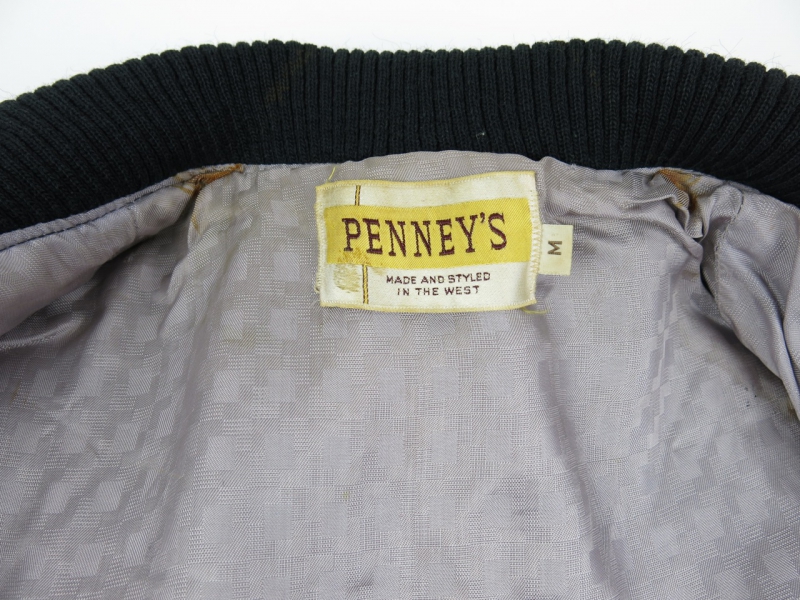 PENNEY'S
MADE AND STYLED
IN THE WEST
M